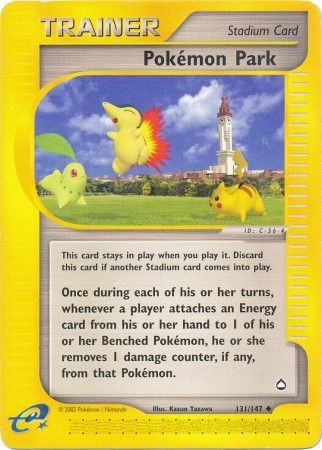 TRAINER
Stadium Card
Pokémon Park
ID: C-56-#
This card stays in play when you play it. Discard
this card if another Stadium card comes into play.
Once during each of his or her turns,
whenever a player attaches an Energy
card from his or her hand to 1 of his
or her Benched Pokémon, he or she
removes 1 damage counter, if any,
from that Pokémon.
e
© 2002 Pokémon / Nintendo
Illus. Kazuo Yazawa
131/147 ◆